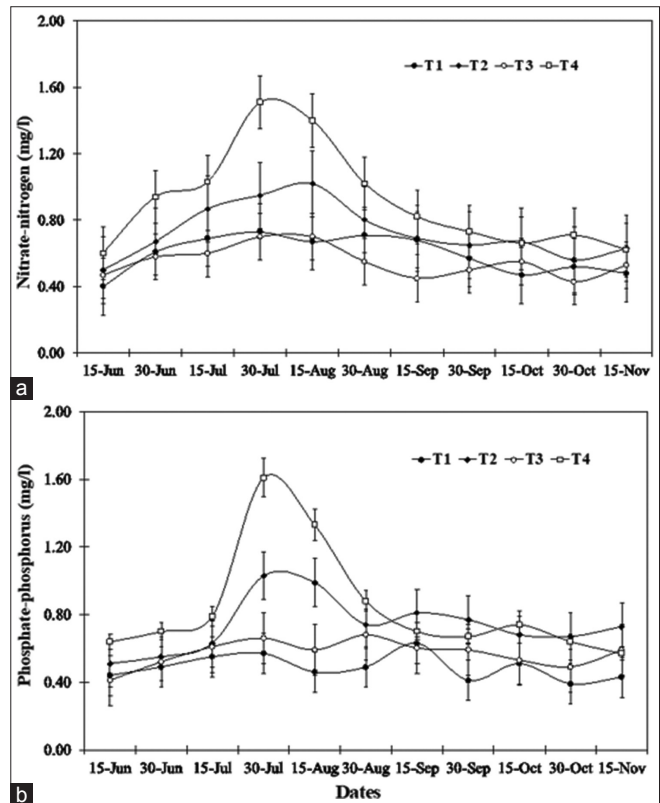 2.00
T1 T2 T3 T4
1.60
1.20
Nitrate-nitrogen (mg/l)
0.80
0.40
0.00
15-Jun 30-Jun 15-Jul 30-Jul 15-Aug 30-Aug 15-Sep 30-Sep 15-Oct 30-Oct 15-Nov
a
2.00
T1 T2 T3 T4
1.60
1.20
Phosphate-phosphorus (mg/l)
0.80
0.40
0.00
15-Jun 30-Jun 15-Jul 30-Jul 15-Aug 30-Aug 15-Sep 30-Sep 15-Oct 30-Oct 15-Nov
b
Dates